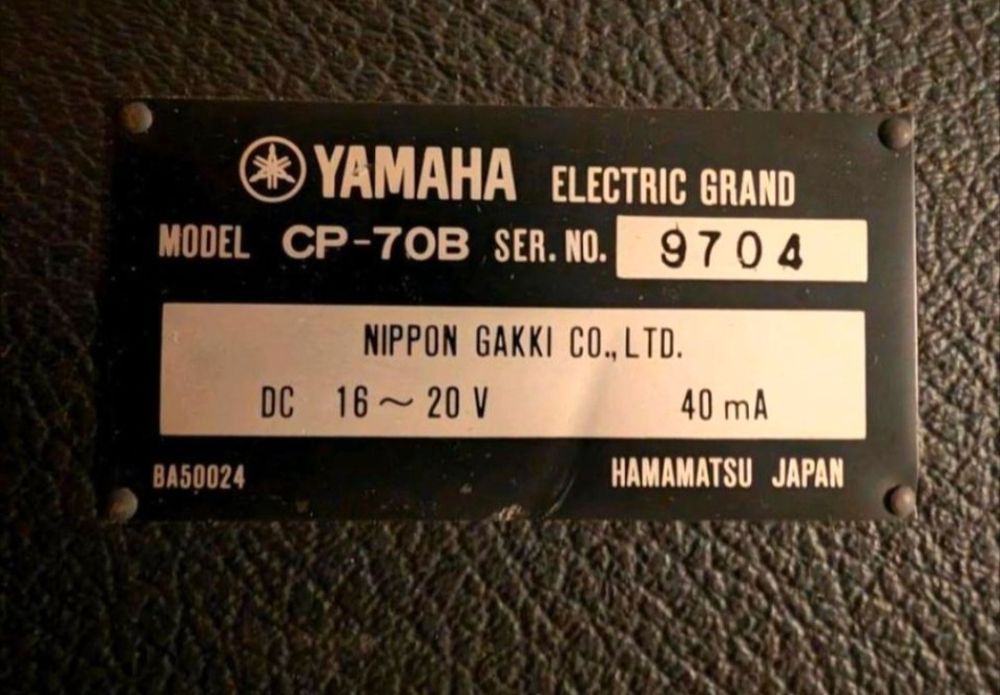 YAMAHA ELECTRIC GRAND
MODEL CP-70B SER. NO. 9704
NIPPON GAKKI CO., LTD.
DC 16～20 V 40 mA
BA50024 HAMAMATSU JAPAN